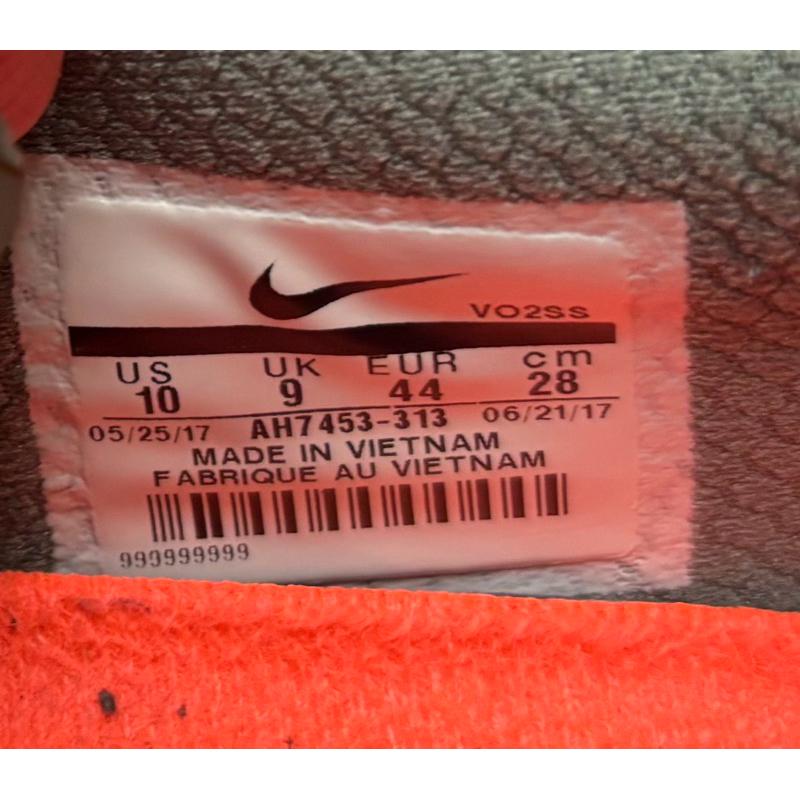 VO2SS
US UK EUR cm
10 9 44 28
05/25/17 AH7453-313 06/21/17
MADE IN VIETNAM
FABRIQUE AU VIETNAM
999999999